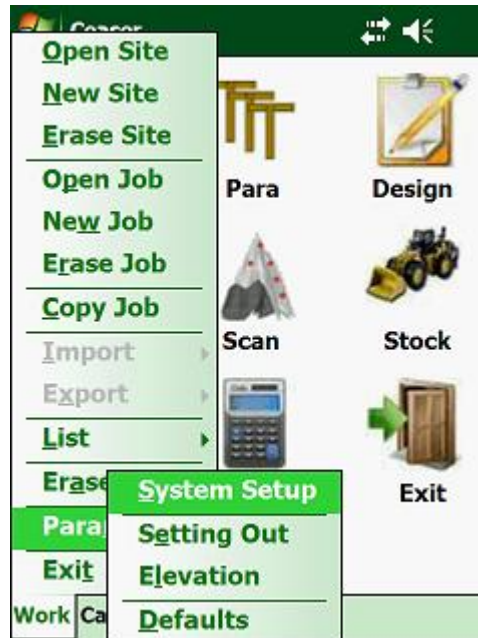 Ceasor
Open Site
New Site
Erase Site
Open Job
New Job
Erase Job
Copy Job
Import
Export
List
Erase
Para
Exit
System Setup
Setting Out
Elevation
Defaults
Para
Design
Scan
Stock
Exit
Work